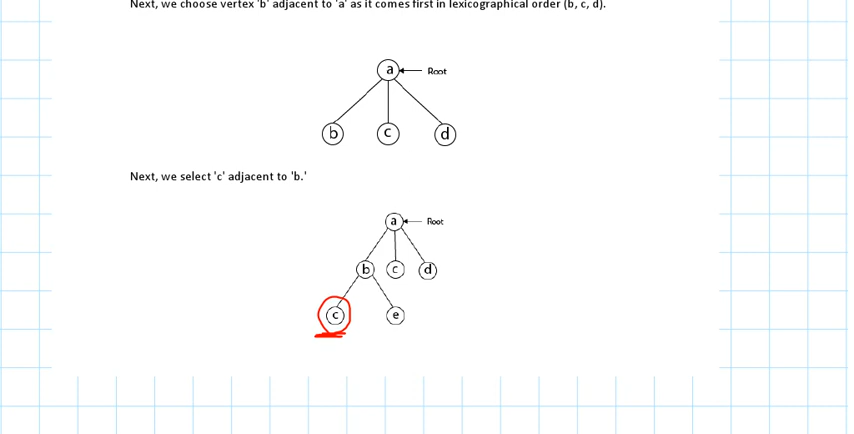 Next, we choose vertex 'b' adjacent to 'a' as it comes first in lexicographical order (b, c, d).
a Root
b c d
Next, we select 'c' adjacent to 'b.'
a Root
b c d
c e